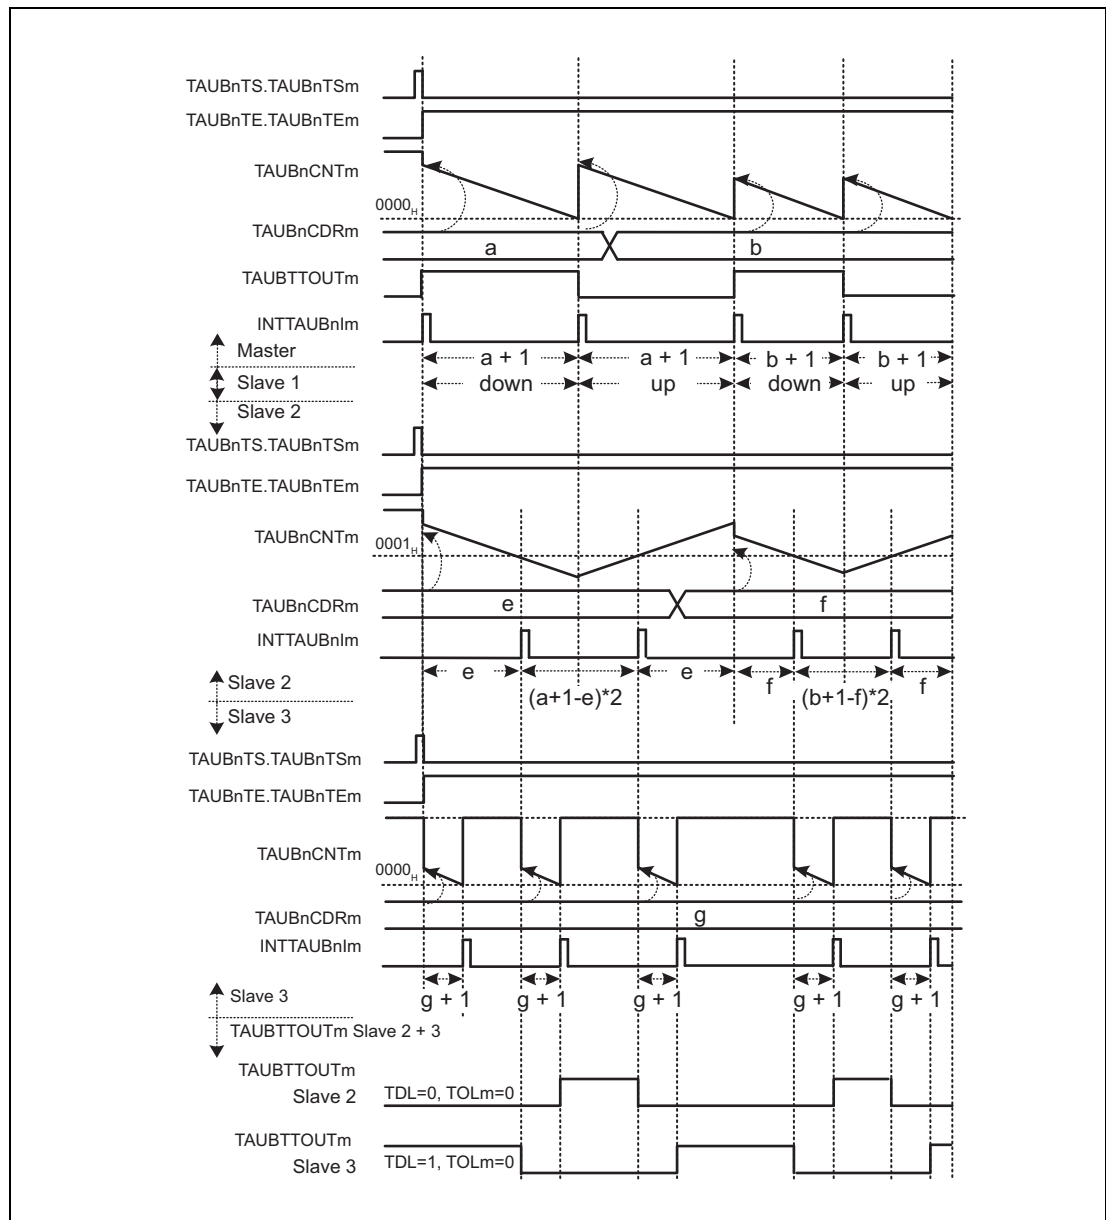 TAUBnTS.TAUBnTSm
TAUBnTE.TAUBnTEm
TAUBnCNTm
0000H
TAUBnCDRm
a
b
TAUBTTOUTm
INTTAUBnIm
Master
a + 1
a + 1
b + 1
b + 1
Slave 1
down
up
down
up
Slave 2
TAUBnTS.TAUBnTSm
TAUBnTE.TAUBnTEm
TAUBnCNTm
0001H
TAUBnCDRm
e
f
INTTAUBnIm
e
e
f
f
Slave 2
(a+1-e)*2
(b+1-f)*2
Slave 3
TAUBnTS.TAUBnTSm
TAUBnTE.TAUBnTEm
TAUBnCNTm
0000H
TAUBnCDRm
g
INTTAUBnIm
Slave 3
g + 1
g + 1
g + 1
g + 1
g + 1
TAUBTTOUTm Slave 2 + 3
TAUBTTOUTm
Slave 2
TDL=0, TOLm=0
TAUBTTOUTm
Slave 3
TDL=1, TOLm=0